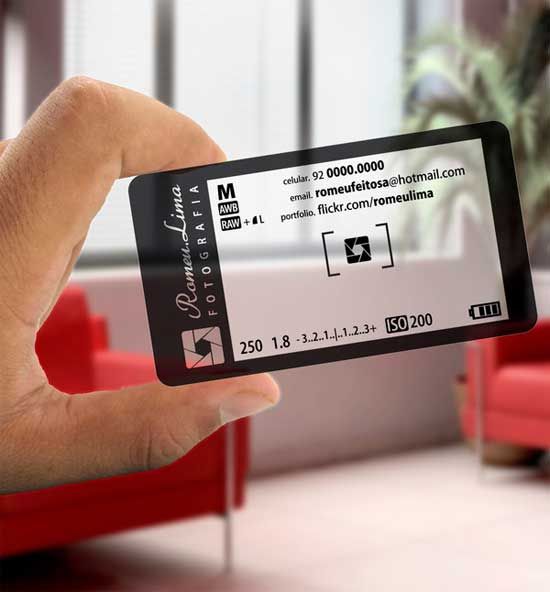 Romeu.Lima
FOTOGRAFIA
M
AWB
RAW + L
celular. 92 0000.0000
email. romeufeitosa@hotmail.com
portfolio. flickr.com/romeulima
250 1.8 -3..2..1..|..1..2..3+ ISO 200